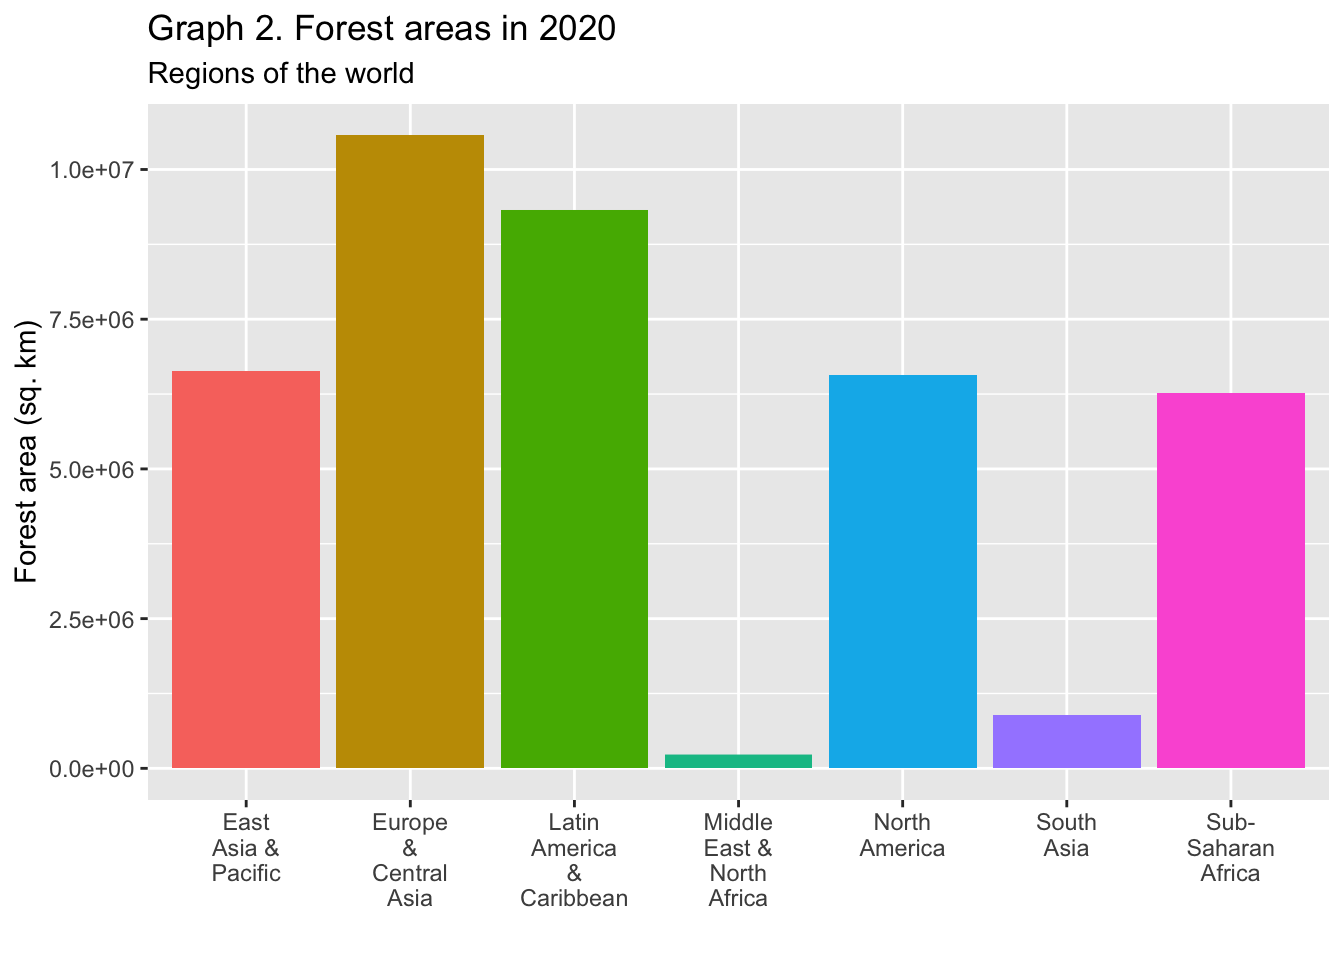 Graph 2. Forest areas in 2020
Regions of the world
Forest area (sq. km)
1.0e+07
7.5e+06
5.0e+06
2.5e+06
0.0e+00
East
Asia &
Pacific
Europe
&
Central
Asia
Latin
America
&
Caribbean
Middle
East &
North
Africa
North
America
South
Asia
Sub-
Saharan
Africa